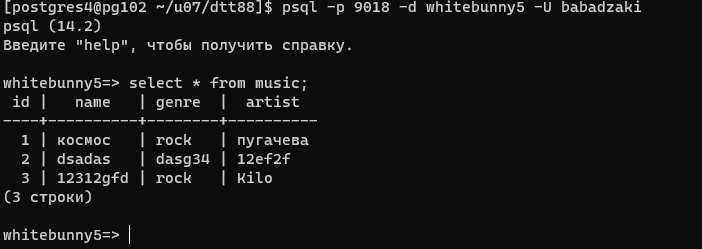 [postgres4@pg102 ~/u07/dtt88]$ psql -p 9018 -d whitebunny5 -U babadzaki
psql (14.2)
Введите "help", чтобы получить справку.
whitebunny5=> select * from music;
 id |   name   | genre  |  artist
----+----------+--------+----------
  1 | космос   | rock   | пугачева
  2 | dsadas   | dasg34 | 12ef2f
  3 | 12312gfd | rock   | Kilo
(3 строки)
whitebunny5=>